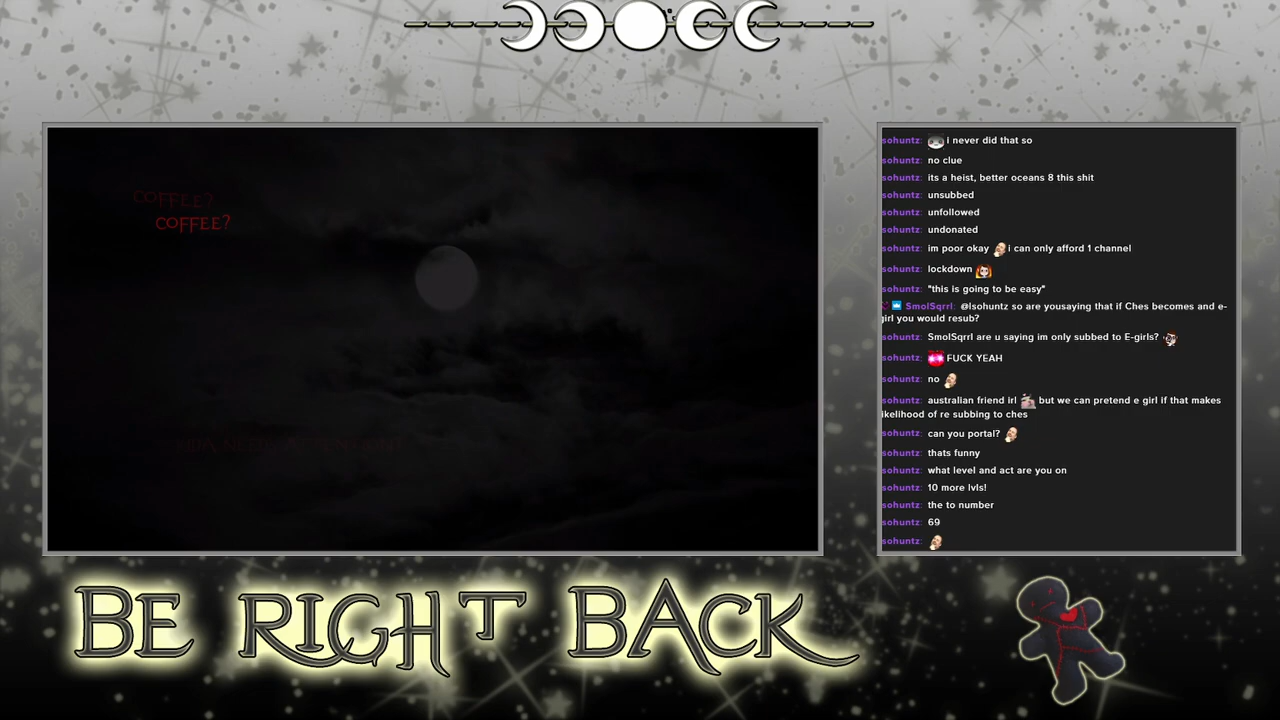 COFFEE?
COFFEE?
sohuntz: i never did that so
sohuntz: no clue
sohuntz: its a heist, better oceans 8 this shit
sohuntz: unsubbed
sohuntz: unfollowed
sohuntz: undonated
sohuntz: im poor okay i can only afford 1 channel
sohuntz: lockdown
sohuntz: "this is going to be easy"
SmolSqrrl: @lsohuntz so are yousaying that if Ches becomes and e-
girl you would resub?
sohuntz: SmolSqrrl are u saying im only subbed to E-girls?
sohuntz: FUCK YEAH
sohuntz: no
sohuntz: australian friend irl but we can pretend e girl if that makes
ikelihood of re subbing to ches
sohuntz: can you portal?
sohuntz: thats funny
sohuntz: what level and act are you on
sohuntz: 10 more lvls!
sohuntz: the to number
sohuntz: 69
sohuntz:
BE RIGHT BACK